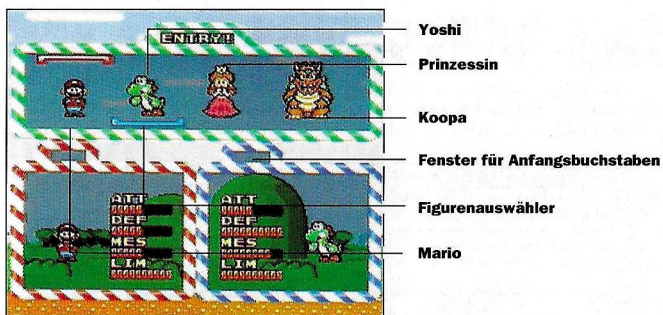 ENTRY!
Yoshi
Prinzessin
Koopa
Fenster für Anfangsbuchstaben
Figurenauswähler
Mario
ATT
DEF
MES
LIM
ATT
DEF
MES
LIM